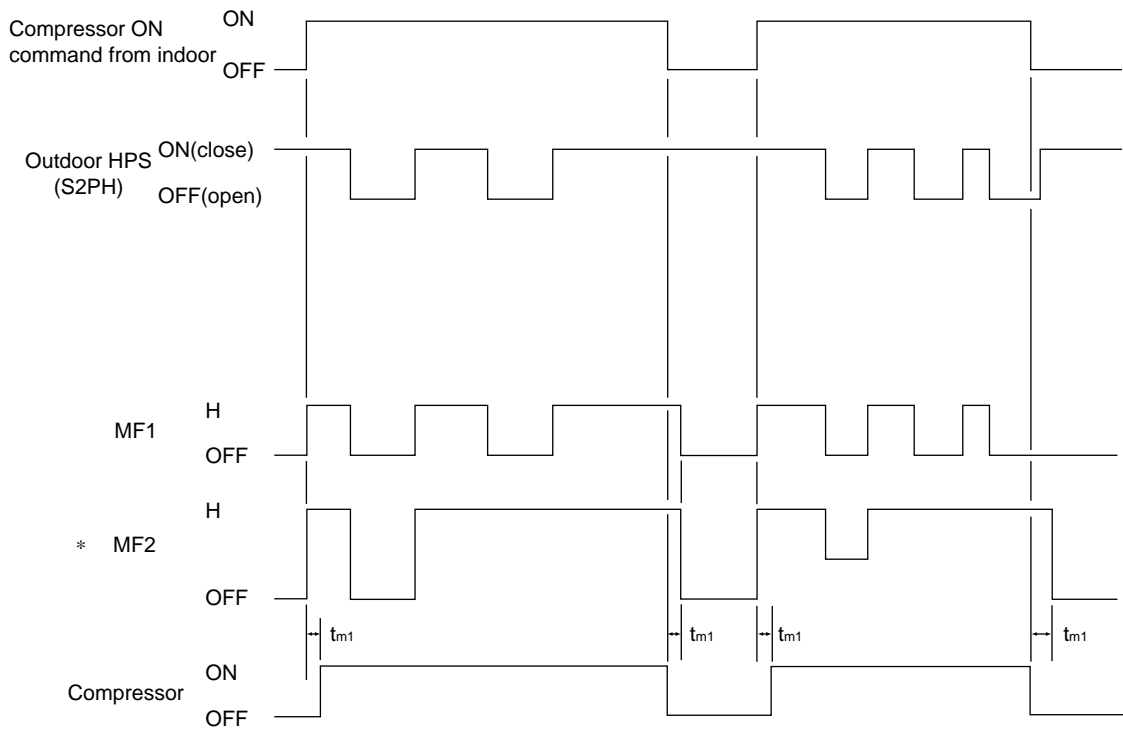 Compressor ON
command from indoor
ON
OFF
Outdoor HPS
(S2PH)
ON(close)
OFF(open)
MF1
H
OFF
* MF2
H
OFF
tm1
tm1
tm1
tm1
Compressor
ON
OFF